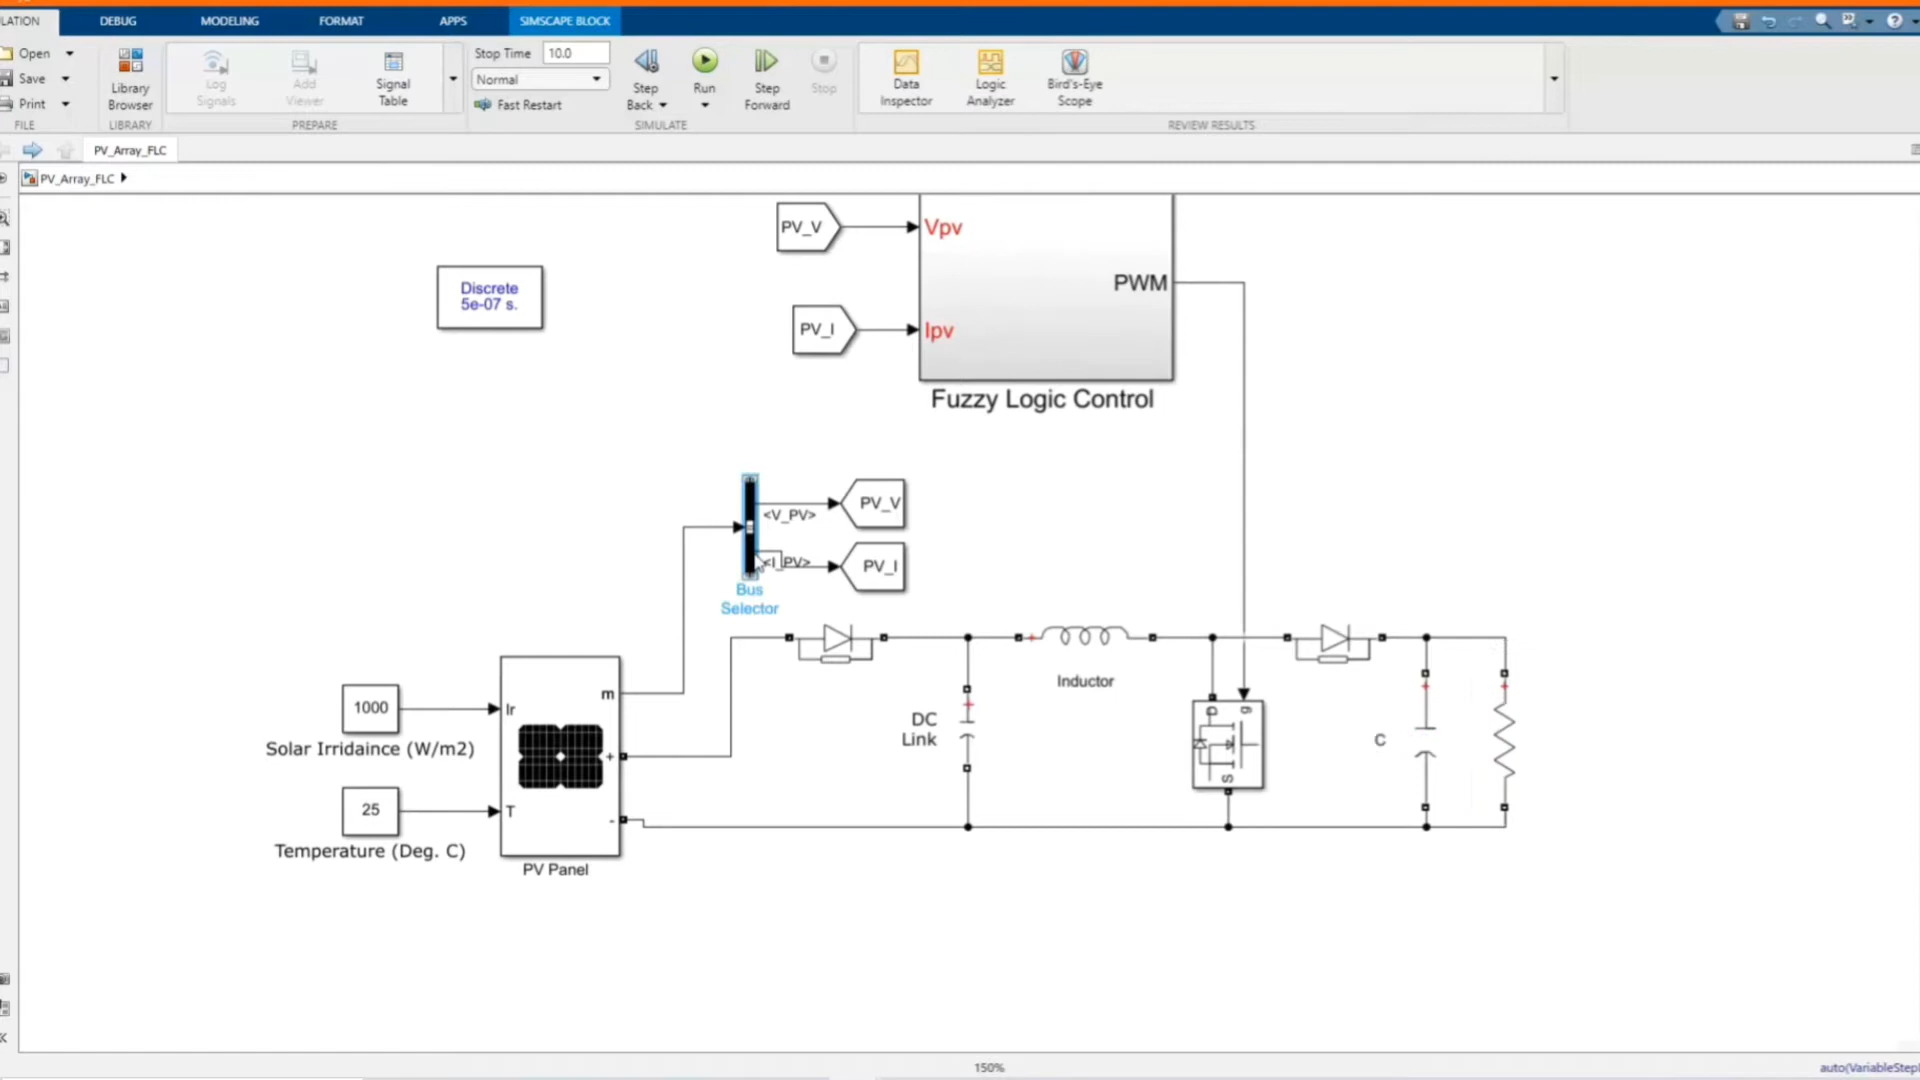 LATION
DEBUG
MODELING
FORMAT
APPS
SIMSCAPE BLOCK
Open
Save
Print
FILE
Library
Browser
LIBRARY
Log
Signals
Add
Viewer
Signal
Table
PREPARE
Stop Time
10.0
Normal
Fast Restart
Step
Back
Run
Step
Forward
Stop
SIMULATE
Data
Inspector
Logic
Analyzer
Bird's-Eye
Scope
REVIEW RESULTS
PV_Array_FLC
PV_Array_FLC
PV_V
Vpv
PWM
PV_I
Ipv
Fuzzy Logic Control
Discrete
5e-07 s.
<V_PV>
PV_V
<I_PV>
PV_I
Bus
Selector
Inductor
DC
Link
D
g
S
C
+
+
+
+
1000
Solar Irridaince (W/m2)
25
Temperature (Deg. C)
Ir
T
m
+
-
PV Panel
150%
auto(VariableStep